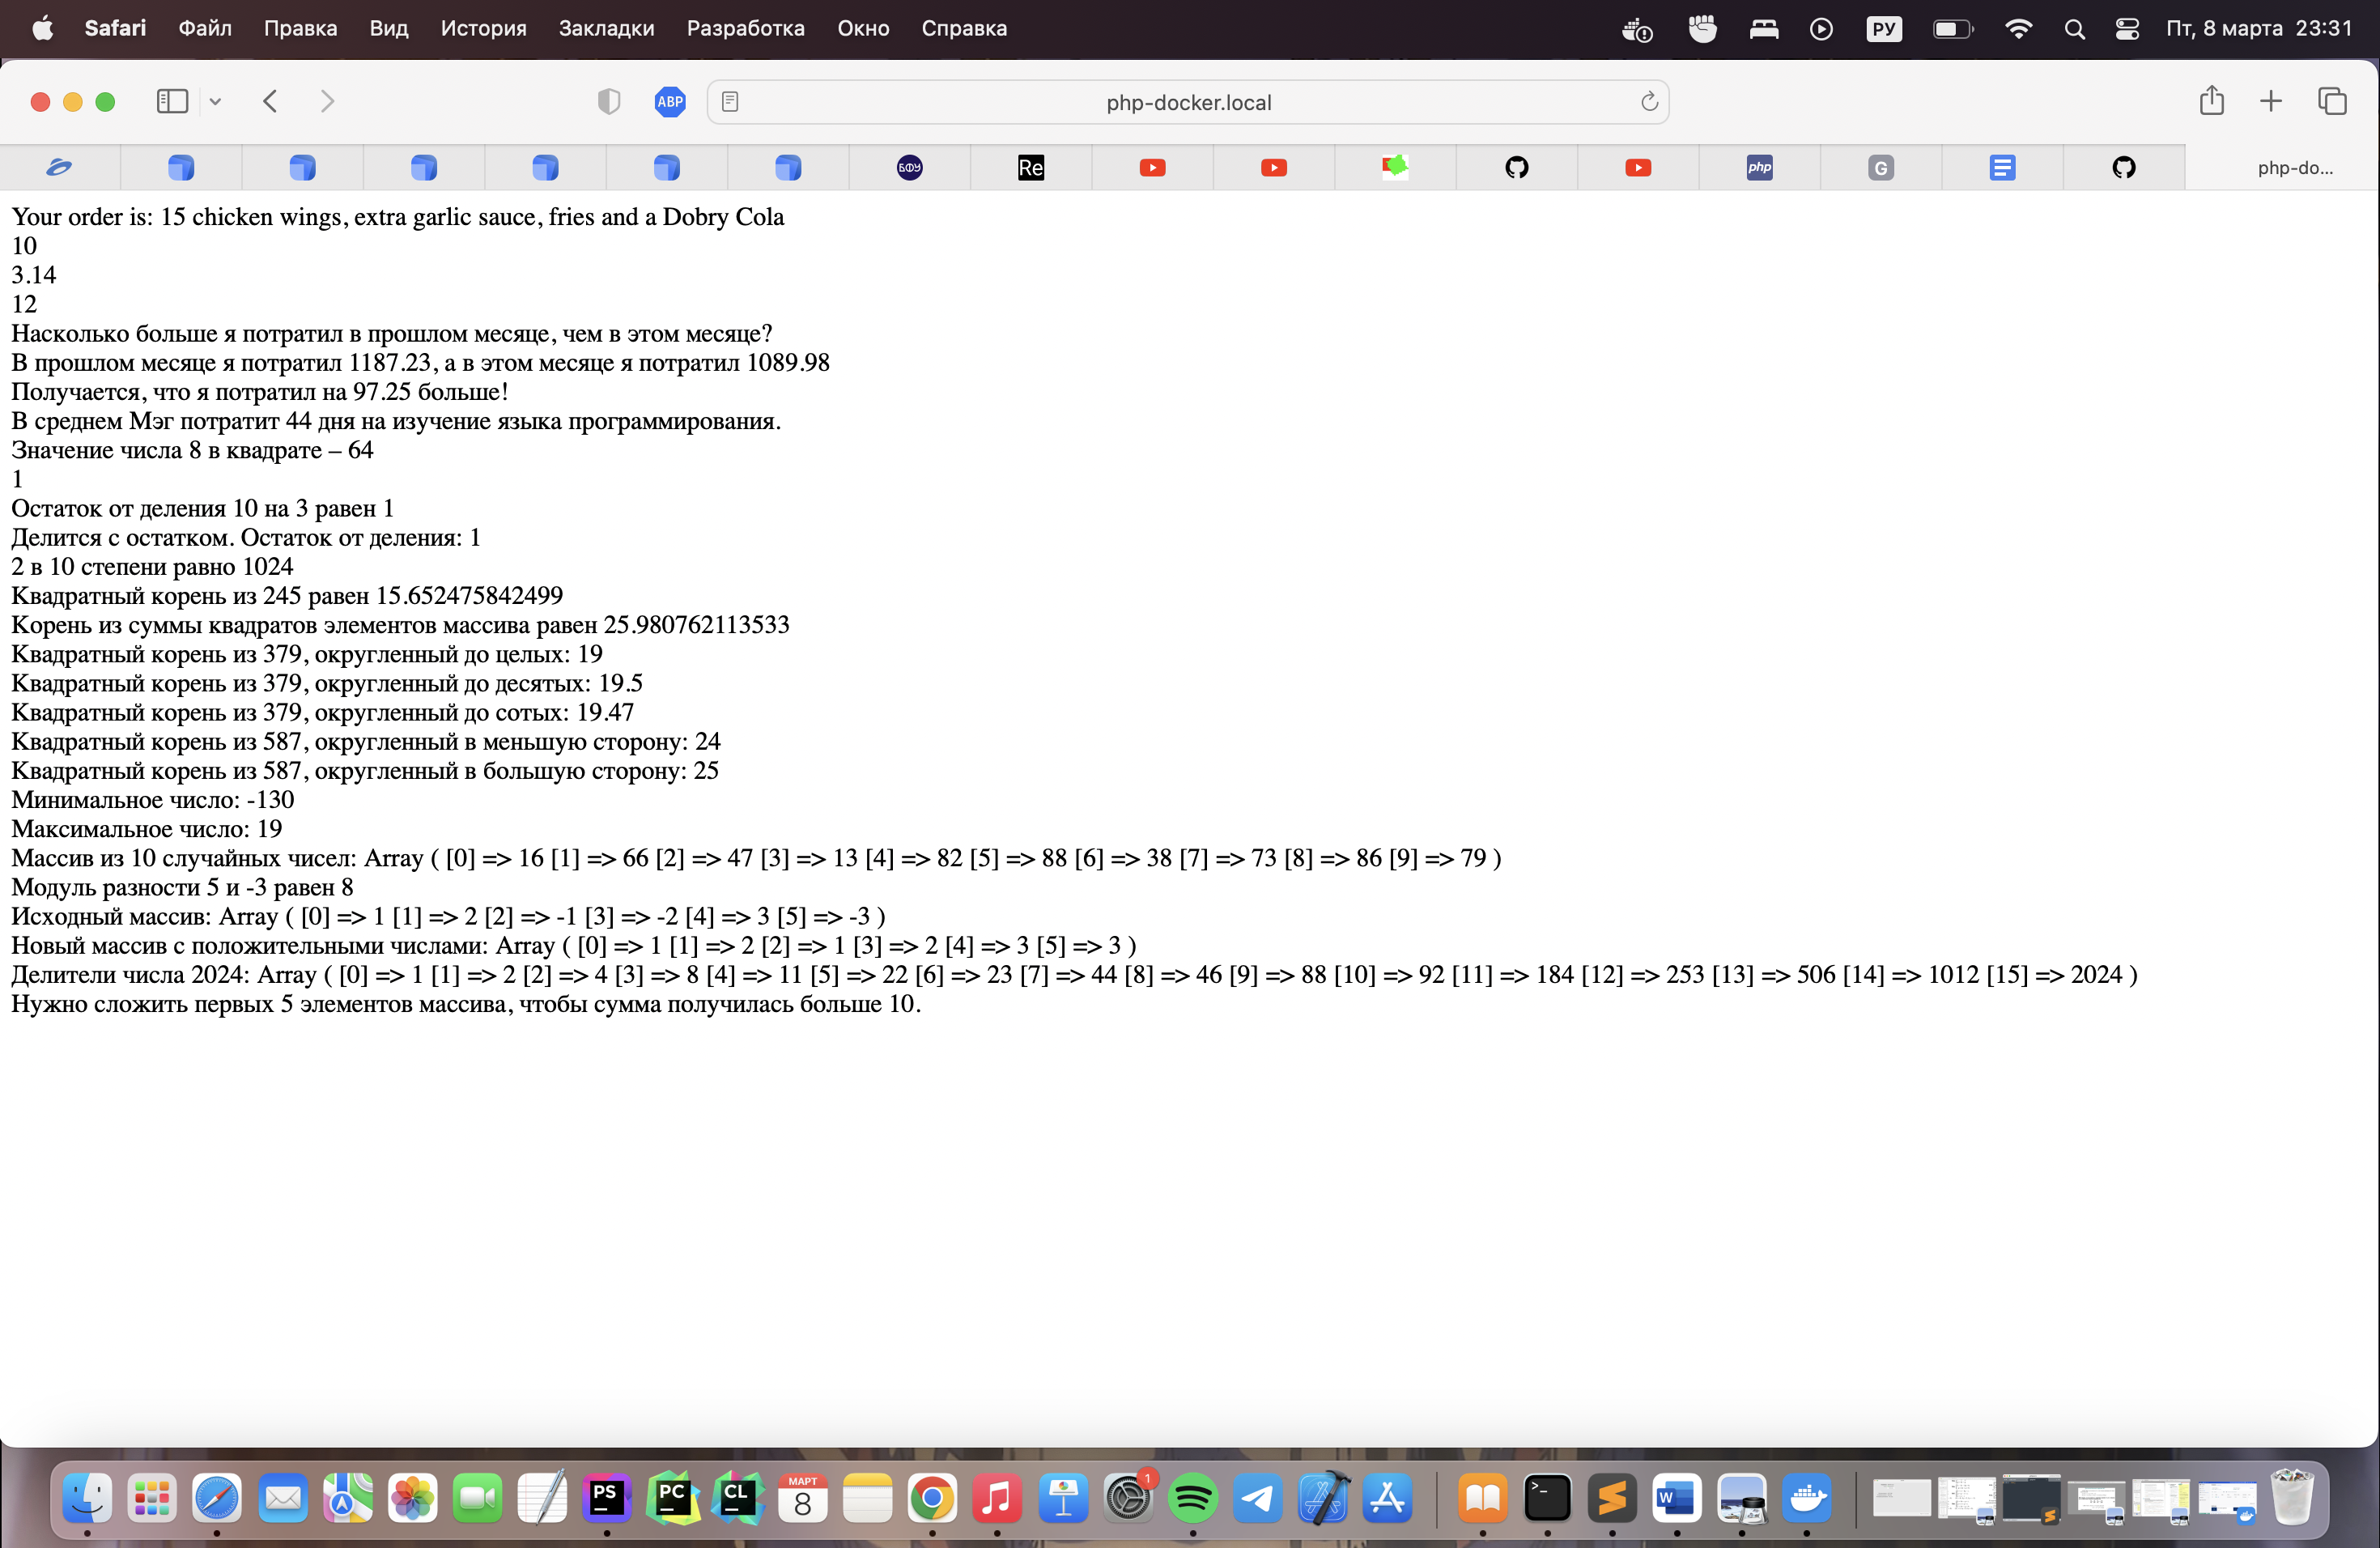 Safari Файл Правка Вид История Закладки Разработка Окно Справка РУ Пт, 8 марта 23:31
ABP php-docker.local
БФУ Re php G php-do...
Your order is: 15 chicken wings, extra garlic sauce, fries and a Dobry Cola
10
3.14
12
Насколько больше я потратил в прошлом месяце, чем в этом месяце?
В прошлом месяце я потратил 1187.23, а в этом месяце я потратил 1089.98
Получается, что я потратил на 97.25 больше!
В среднем Мэг потратит 44 дня на изучение языка программирования.
Значение числа 8 в квадрате – 64
1
Остаток от деления 10 на 3 равен 1
Делится с остатком. Остаток от деления: 1
2 в 10 степени равно 1024
Квадратный корень из 245 равен 15.652475842499
Корень из суммы квадратов элементов массива равен 25.980762113533
Квадратный корень из 379, округленный до целых: 19
Квадратный корень из 379, округленный до десятых: 19.5
Квадратный корень из 379, округленный до сотых: 19.47
Квадратный корень из 587, округленный в меньшую сторону: 24
Квадратный корень из 587, округленный в большую сторону: 25
Минимальное число: -130
Максимальное число: 19
Массив из 10 случайных чисел: Array ( [0] => 16 [1] => 66 [2] => 47 [3] => 13 [4] => 82 [5] => 88 [6] => 38 [7] => 73 [8] => 86 [9] => 79 )
Модуль разности 5 и -3 равен 8
Исходный массив: Array ( [0] => 1 [1] => 2 [2] => -1 [3] => -2 [4] => 3 [5] => -3 )
Новый массив с положительными числами: Array ( [0] => 1 [1] => 2 [2] => 1 [3] => 2 [4] => 3 [5] => 3 )
Делители числа 2024: Array ( [0] => 1 [1] => 2 [2] => 4 [3] => 8 [4] => 11 [5] => 22 [6] => 23 [7] => 44 [8] => 46 [9] => 88 [10] => 92 [11] => 184 [12] => 253 [13] => 506 [14] => 1012 [15] => 2024 )
Нужно сложить первых 5 элементов массива, чтобы сумма получилась больше 10.
PS PC CL МАРТ 8 1 >_ W